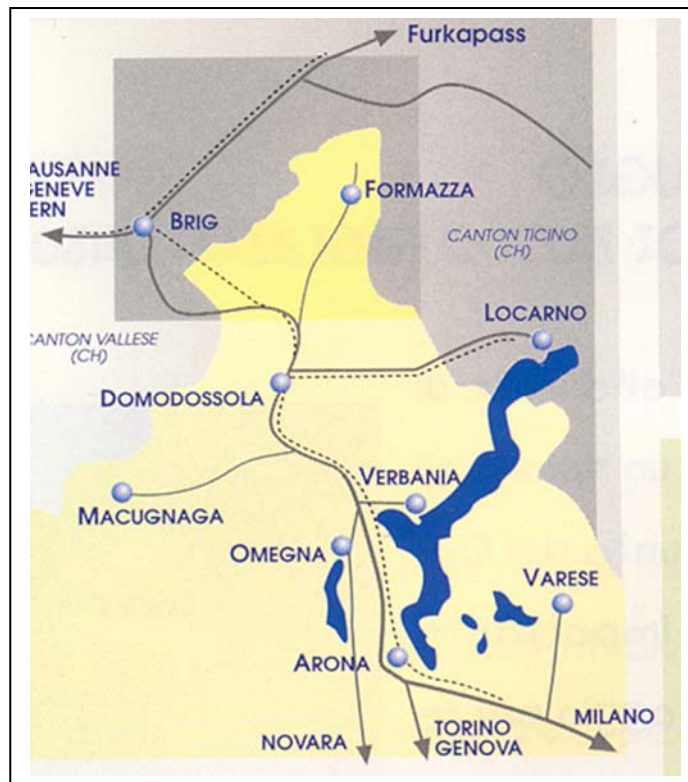 Furkapass
AUSANNE
GENEVE
ERN
FORMAZZA
BRIG
CANTON TICINO
(CH)
LOCARNO
CANTON VALLESE
(CH)
DOMODOSSOLA
VERBANIA
MACUGNAGA
OMEGNA
VARESE
ARONA
MILANO
NOVARA
TORINO
GENOVA